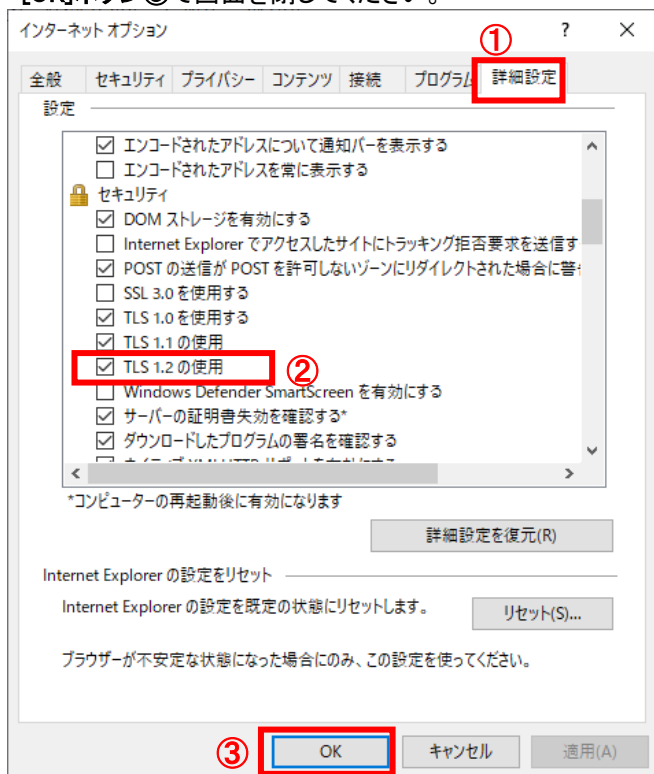 [OK]ボタン③で画面を閉じてください。
インターネット オプション ① ? ×
全般 セキュリティ プライバシー コンテンツ 接続 プログラム 詳細設定
設定
エンコードされたアドレスについて通知バーを表示する
エンコードされたアドレスを常に表示する
セキュリティ
DOM ストレージを有効にする
Internet Explorer でアクセスしたサイトにトラッキング拒否要求を送信す
POST の送信が POST を許可しないゾーンにリダイレクトされた場合に警
SSL 3.0 を使用する
TLS 1.0 を使用する
TLS 1.1 の使用
TLS 1.2 の使用 ②
Windows Defender SmartScreen を有効にする
サーバーの証明書失効を確認する*
ダウンロードしたプログラムの署名を確認する
*コンピューターの再起動後に有効になります
詳細設定を復元(R)
Internet Explorer の設定をリセット
Internet Explorer の設定を既定の状態にリセットします。 リセット(S)...
ブラウザーが不安定な状態になった場合にのみ、この設定を使ってください。
③ OK キャンセル 適用(A)